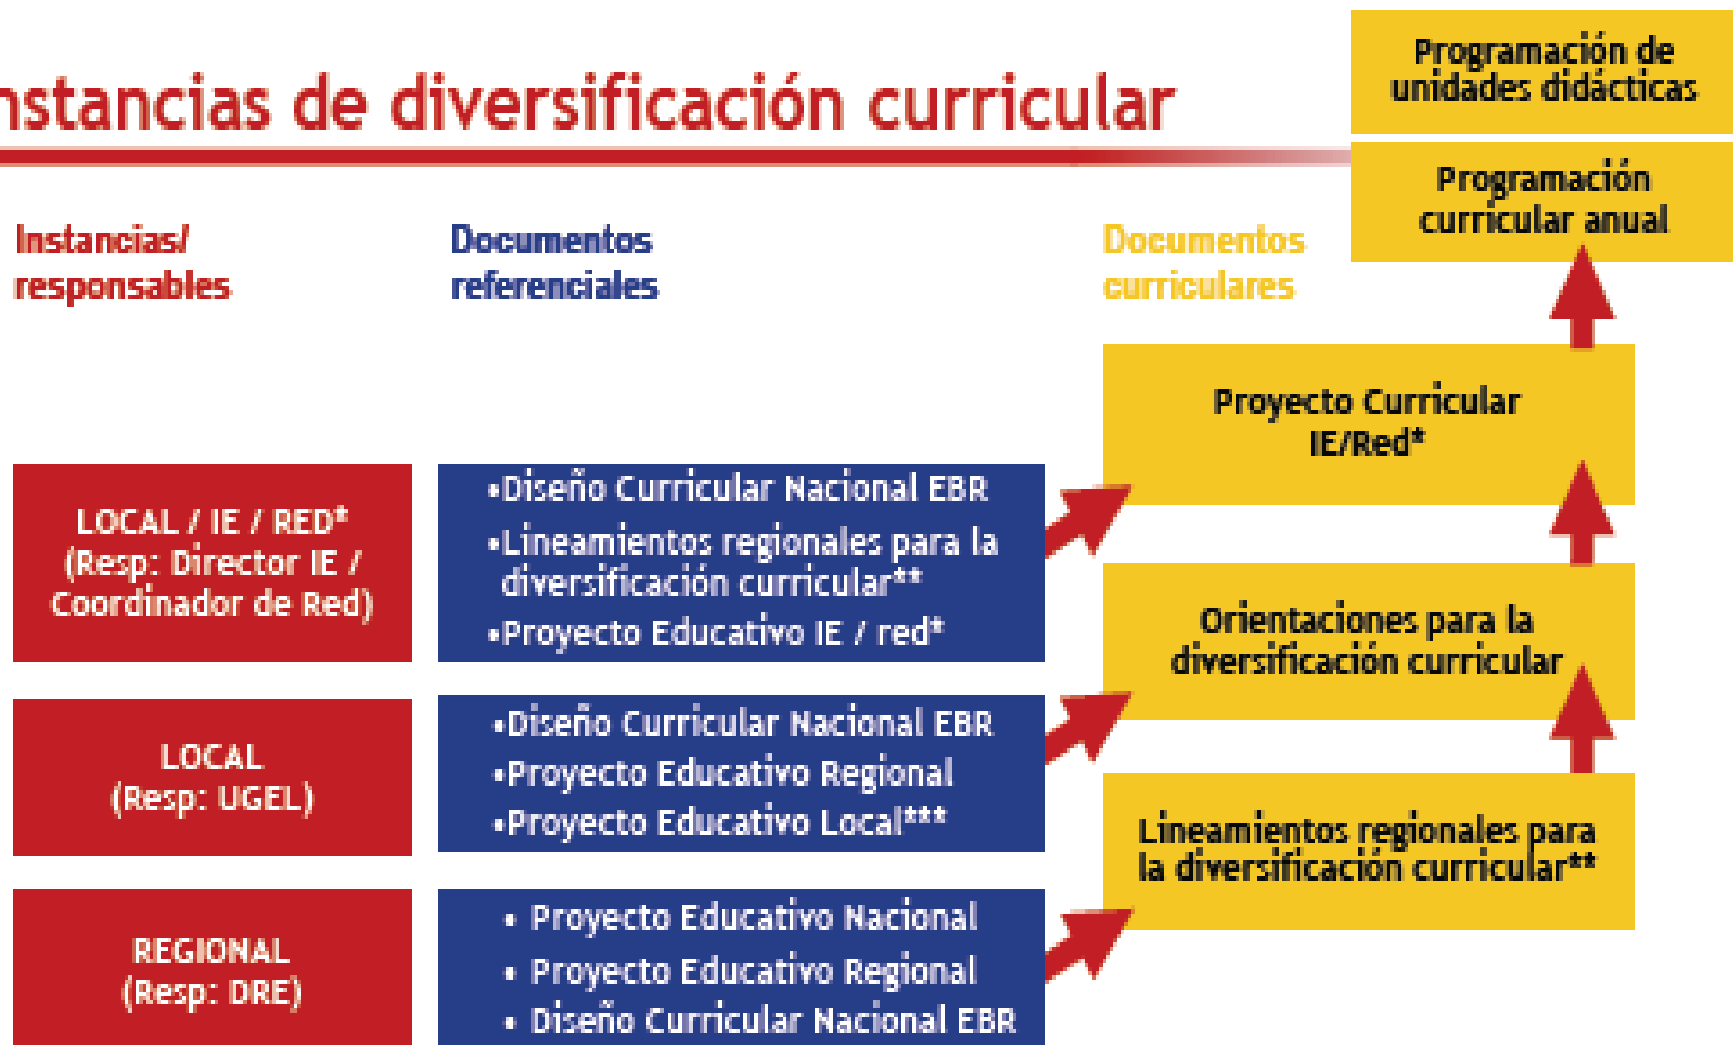 nstancias de diversificación curricular
Programación de
unidades didácticas
Programación
curricular anual
Instancias/
responsables
Documentos
referenciales
Documentos
curriculares
Proyecto Curricular
IE/Red*
LOCAL / IE / RED*
(Resp: Director IE /
Coordinador de Red)
•Diseño Curricular Nacional EBR
•Lineamientos regionales para la
diversificación curricular**
•Proyecto Educativo IE / red*
Orientaciones para la
diversificación curricular
LOCAL
(Resp: UGEL)
•Diseño Curricular Nacional EBR
•Proyecto Educativo Regional
•Proyecto Educativo Local***
Lineamientos regionales para
la diversificación curricular**
REGIONAL
(Resp: DRE)
• Proyecto Educativo Nacional
• Proyecto Educativo Regional
• Diseño Curricular Nacional EBR